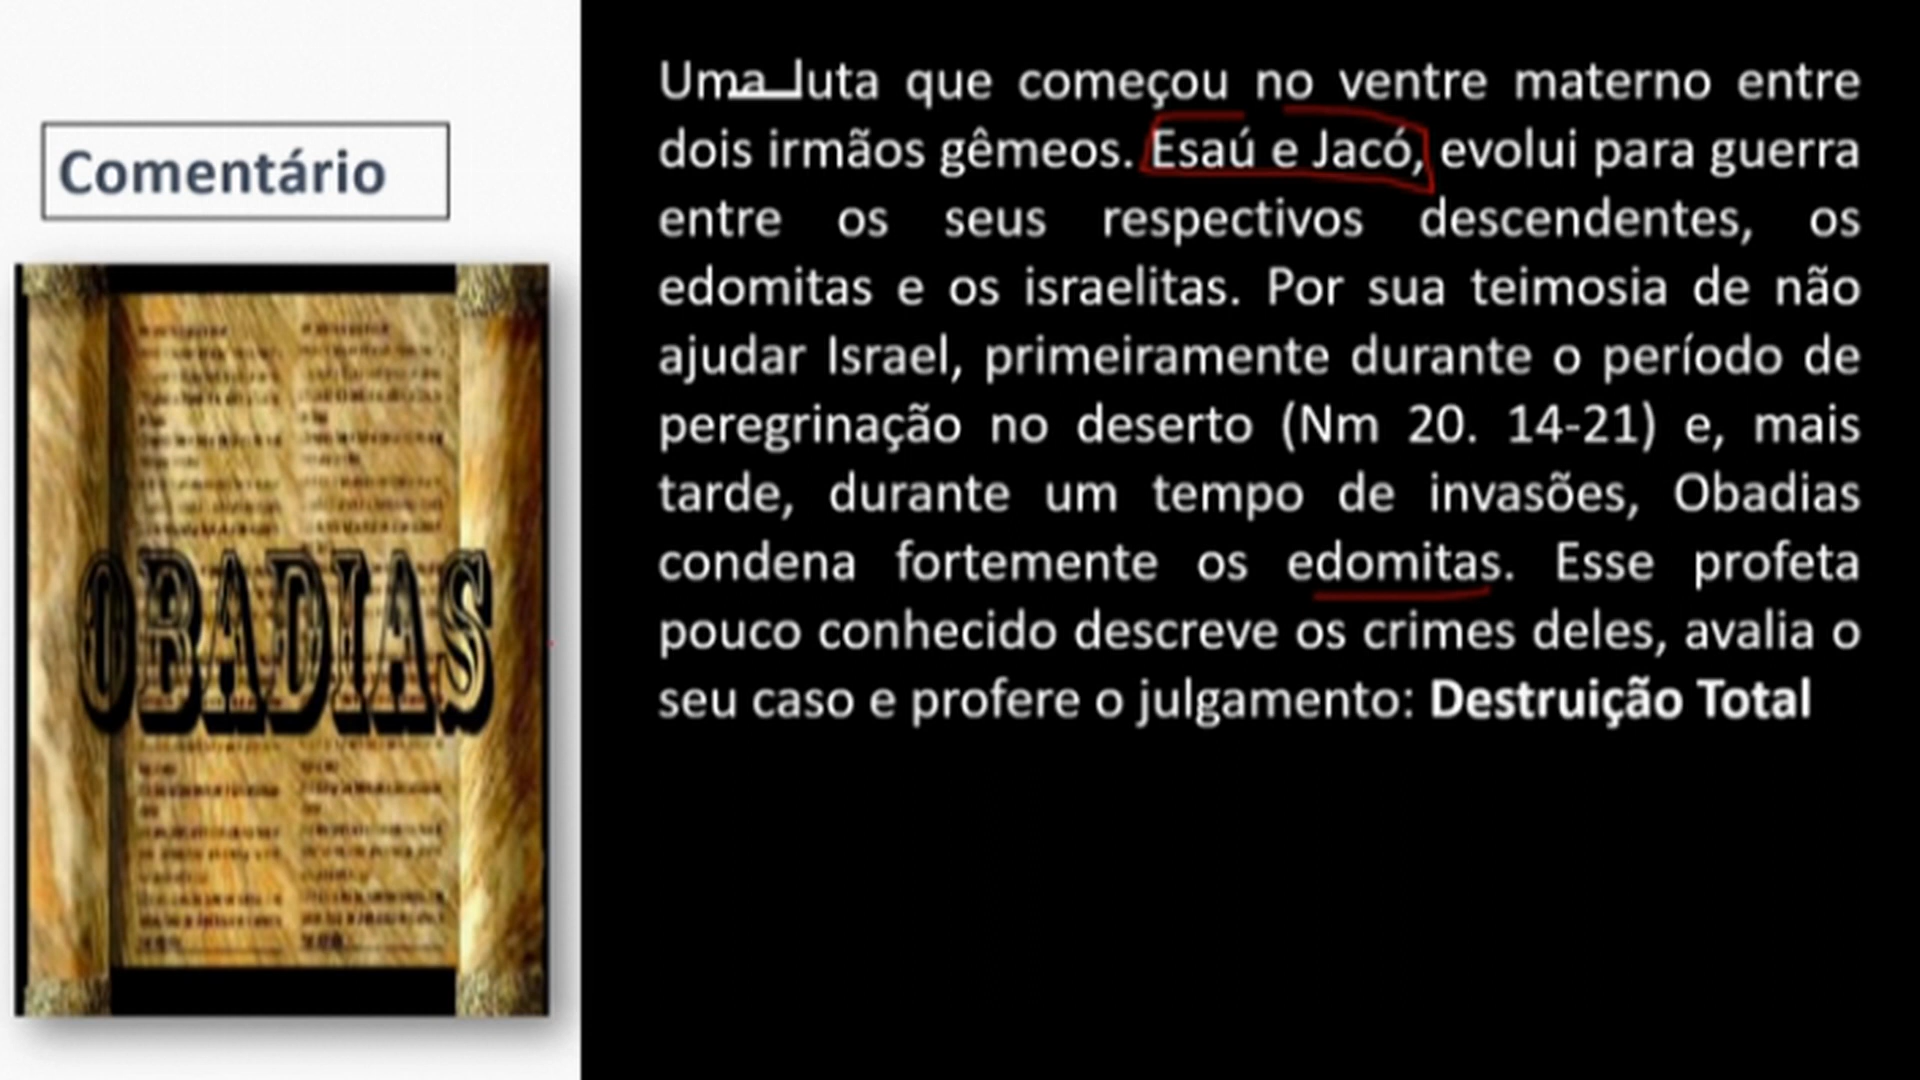 Comentário
OBADIAS
Uma luta que começou no ventre materno entre
dois irmãos gêmeos. Esaú e Jacó, evolui para guerra
entre os seus respectivos descendentes, os
edomitas e os israelitas. Por sua teimosia de não
ajudar Israel, primeiramente durante o período de
peregrinação no deserto (Nm 20. 14-21) e, mais
tarde, durante um tempo de invasões, Obadias
condena fortemente os edomitas. Esse profeta
pouco conhecido descreve os crimes deles, avalia o
seu caso e profere o julgamento: Destruição Total